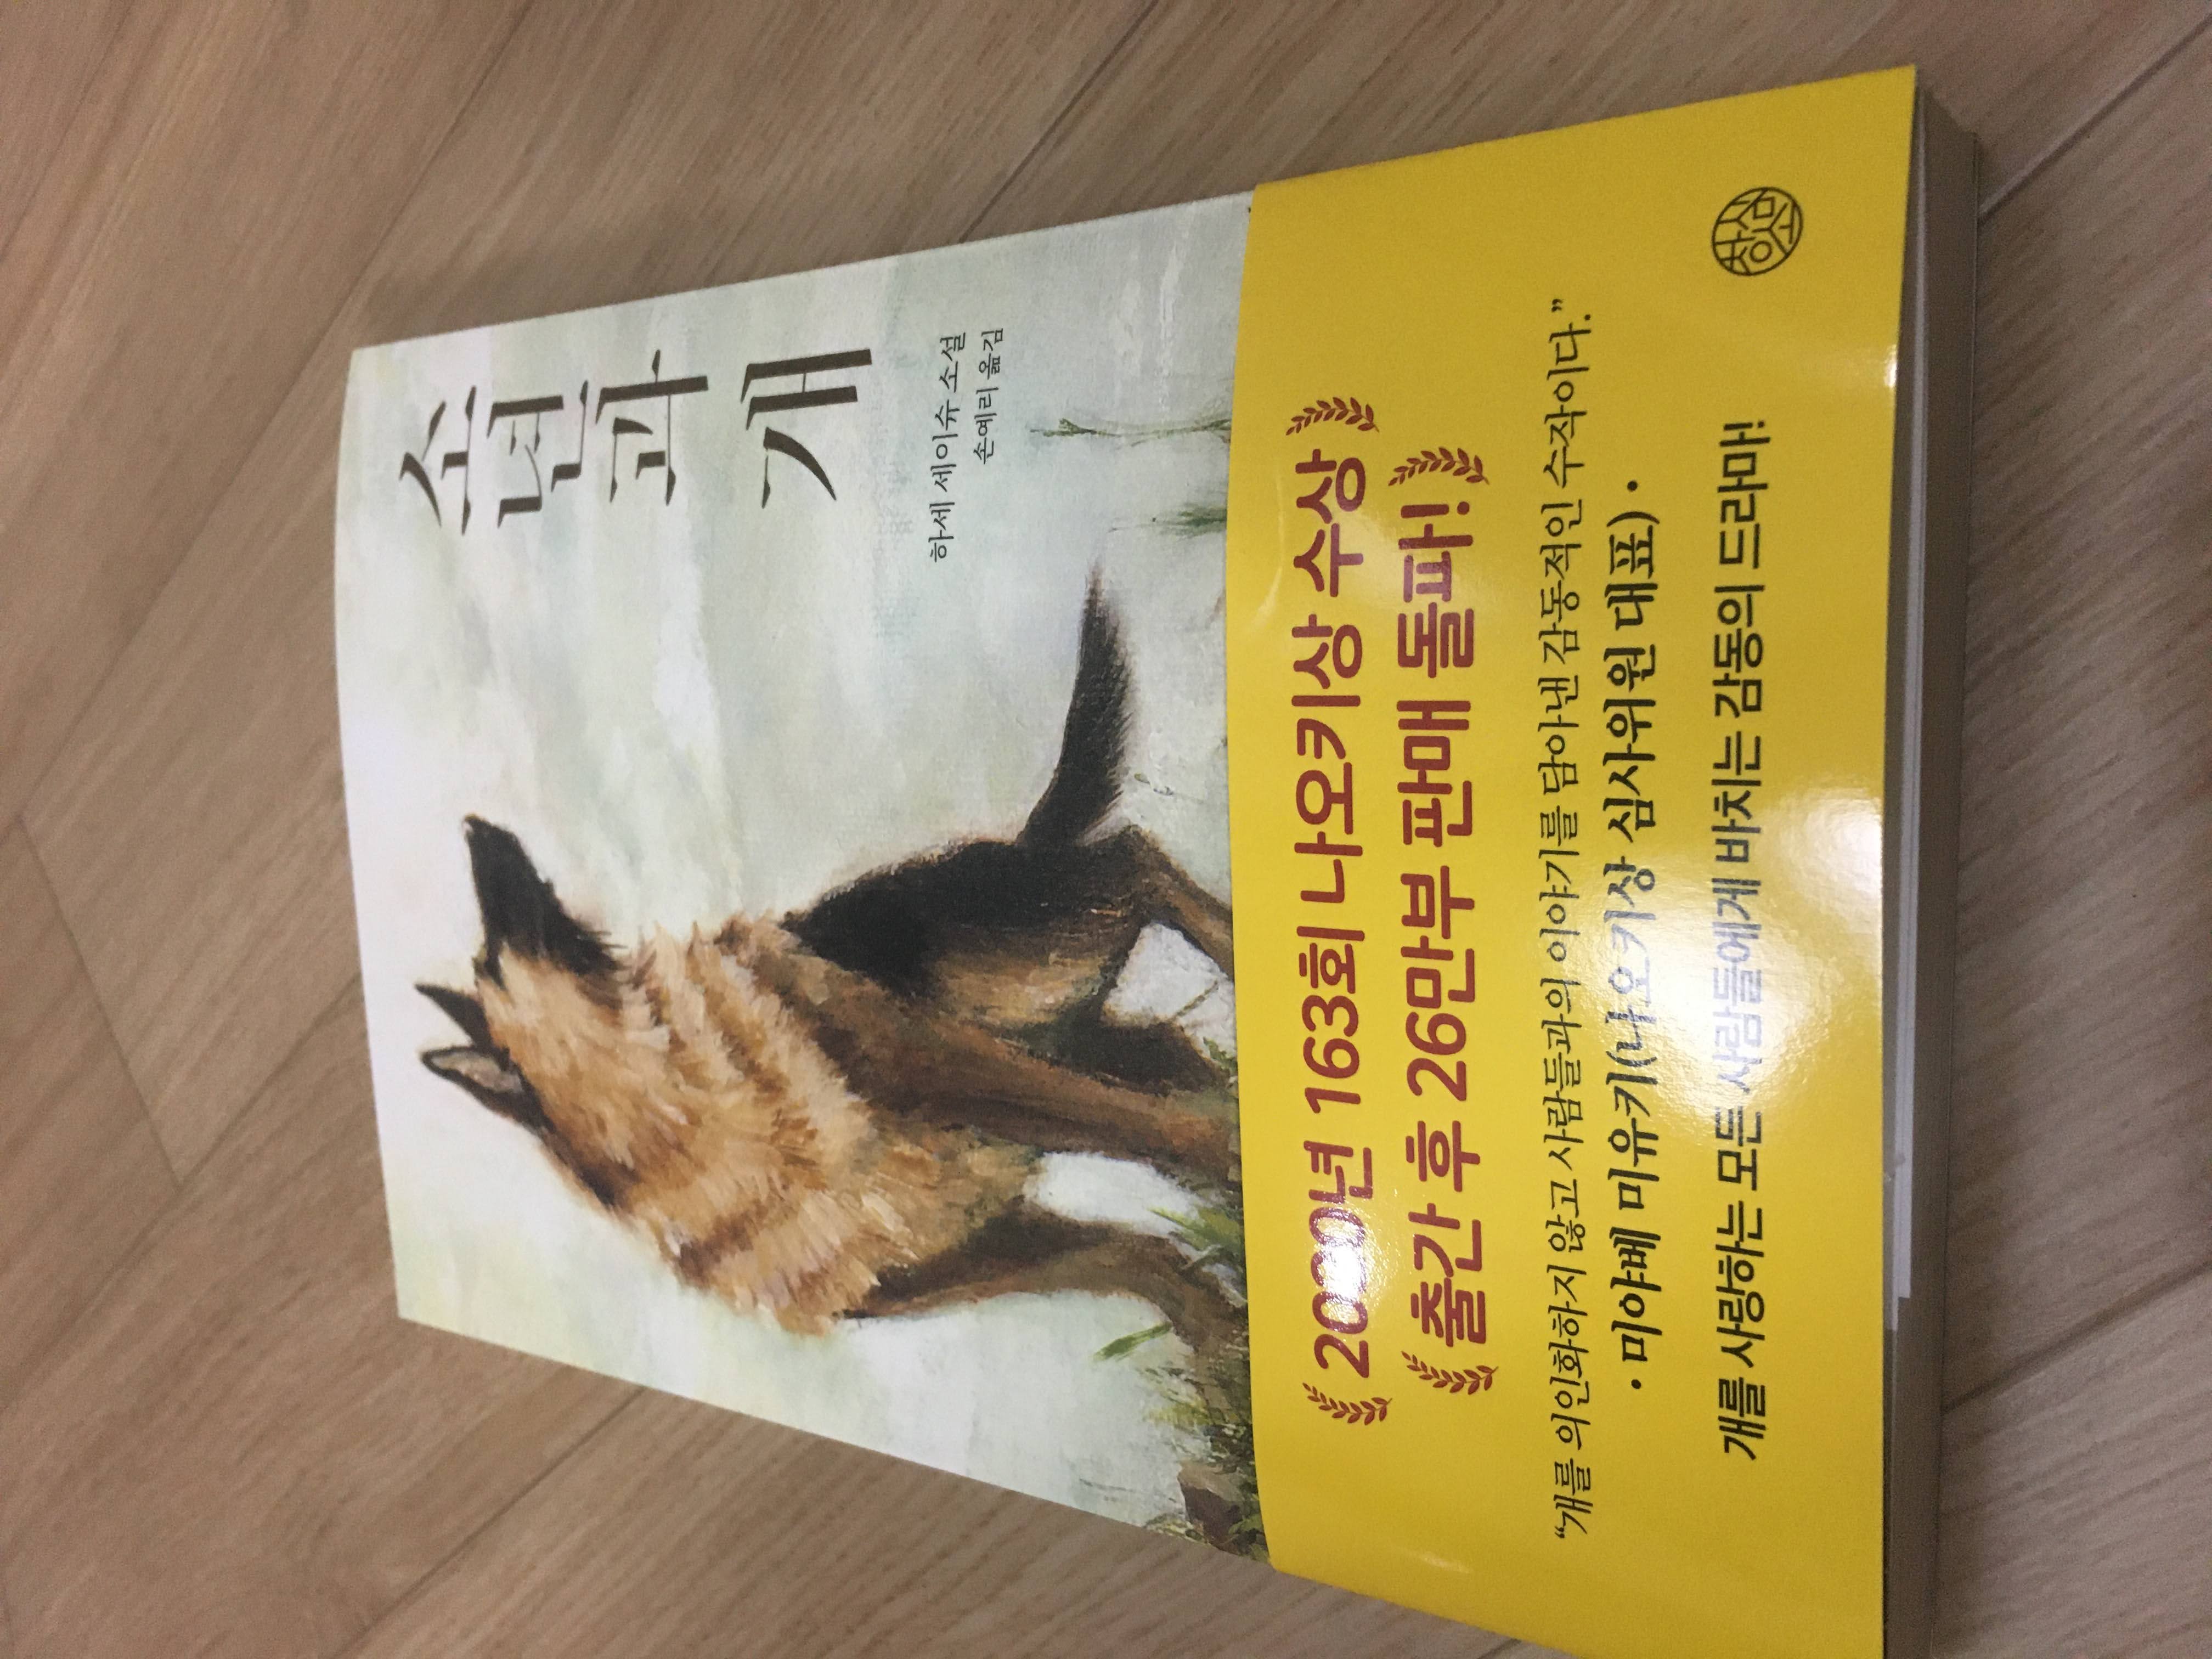 소년과
개
하세 세이슈 소설
손예리 옮김
2020년 163회 나오키상 수상
출간 후 26만부 판매 돌파!
“개를 의인화하지 않고 사람들과의 이야기를 담아낸 감동적인 수작이다.”
• 미야베 미유키(나오키상 심사위원 대표) •
개를 사랑하는 모든 사람들에게 바치는 감동의 드라마!
창심소